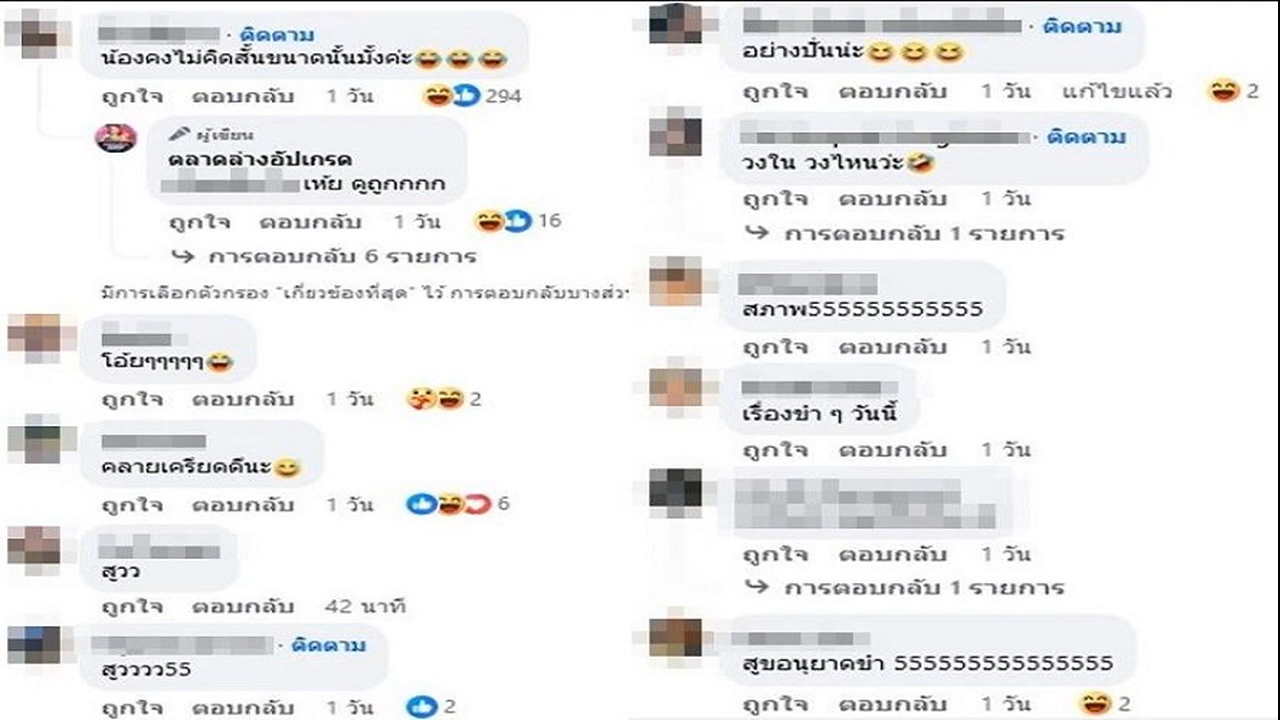 · ติดตาม
น้องคงไม่คิดสั้นขนาดนั้นมั้งค่ะ😂😂😂
ถูกใจ ตอบกลับ 1 วัน 294
ผู้เขียน
ตลาดล่างอัปเกรด
เห้ย ดูถูกกกก
ถูกใจ ตอบกลับ 1 วัน 16
การตอบกลับ 6 รายการ
มีการเลือกตัวกรอง "เกี่ยวข้องที่สุด" ไว้ การตอบกลับบางส่ว
โอ้ยๆๆๆๆๆ😂
ถูกใจ ตอบกลับ 1 วัน 2
คลายเครียดดีนะ😅
ถูกใจ ตอบกลับ 1 วัน 6
สูวว
ถูกใจ ตอบกลับ 42 นาที
· ติดตาม
สูวววว55
ถูกใจ ตอบกลับ 1 วัน 2
· ติดตาม
อย่างปั่นน่ะ😆😆😆
ถูกใจ ตอบกลับ 1 วัน แก้ไขแล้ว 2
· ติดตาม
วงใน วงไหนว่ะ🤣
ถูกใจ ตอบกลับ 1 วัน
การตอบกลับ 1 รายการ
สภาพ555555555555
ถูกใจ ตอบกลับ 1 วัน
เรื่องขำ ๆ วันนี้
ถูกใจ ตอบกลับ 1 วัน
ถูกใจ ตอบกลับ 1 วัน
การตอบกลับ 1 รายการ
สูขอนุยาดขำ 555555555555555
ถูกใจ ตอบกลับ 1 วัน 2